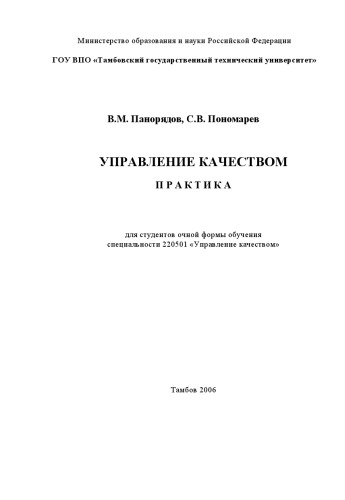 Министерство образования и науки Российской Федерации
ГОУ ВПО «Тамбовский государственный технический университет»
В.М. Панорядов, С.В. Пономарев
УПРАВЛЕНИЕ КАЧЕСТВОМ
П Р А К Т И К А
для студентов очной формы обучения
специальности 220501 «Управление качеством»
Тамбов 2006